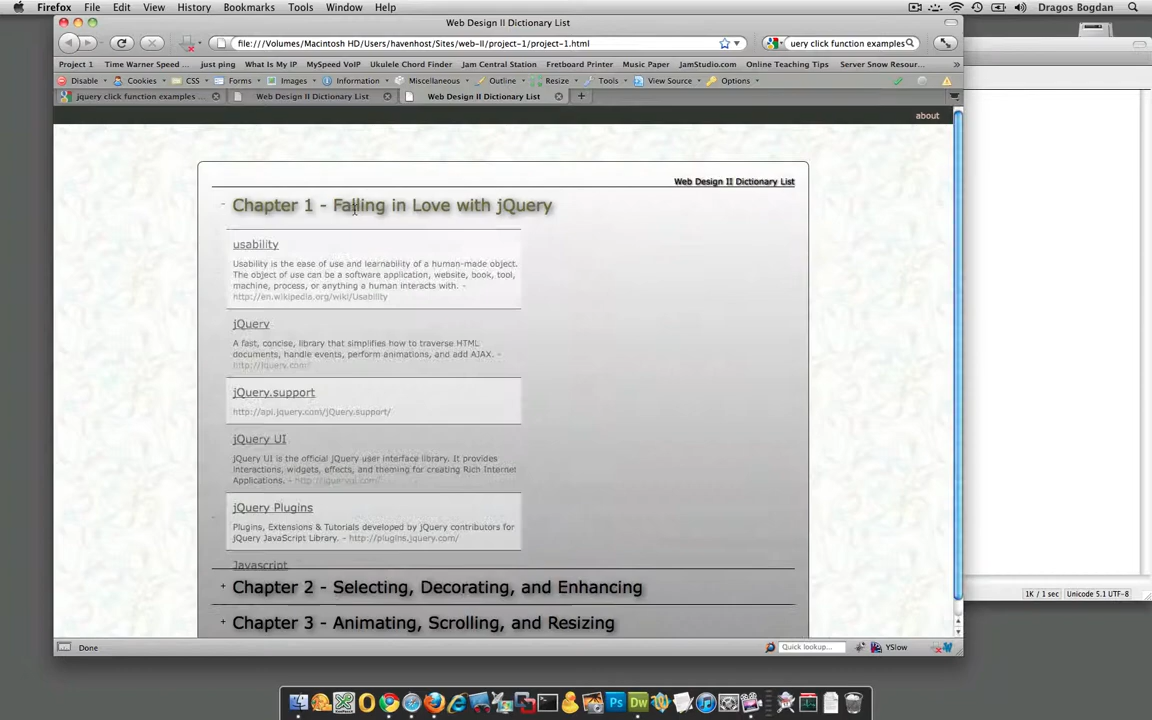 Firefox File Edit View History Bookmarks Tools Window Help Dragos Bogdan
Web Design II Dictionary List
file:///Volumes/Macintosh HD/Users/havenhost/Sites/web-II/project-1/project-1.html
uery click function examples
Project 1 Time Warner Speed ... just ping What Is My IP MySpeed VoIP Ukulele Chord Finder Jam Central Station Fretboard Printer Music Paper JamStudio.com Online Teaching Tips Server Snow Resour... »
Disable Cookies CSS Forms Images Information Miscellaneous Outline Resize Tools View Source Options
jquery click function examples ... Web Design II Dictionary List Web Design II Dictionary List
about
Web Design II Dictionary List
- Chapter 1 - Falling in Love with jQuery
usability
Usability is the ease of use and learnability of a human-made object.
The object of use can be a software application, website, book, tool,
machine, process, or anything a human interacts with. -
http://en.wikipedia.org/wiki/Usability
jQuery
A fast, concise, library that simplifies how to traverse HTML
documents, handle events, perform animations, and add AJAX. -
http://jquery.com/
jQuery.support
http://api.jquery.com/jQuery.support/
jQuery UI
jQuery UI is the official jQuery user interface library. It provides
interactions, widgets, effects, and theming for creating Rich Internet
Applications. - http://jqueryui.com/
jQuery Plugins
Plugins, Extensions & Tutorials developed by jQuery contributors for
jQuery JavaScript Library. - http://plugins.jquery.com/
Javascript
+ Chapter 2 - Selecting, Decorating, and Enhancing
+ Chapter 3 - Animating, Scrolling, and Resizing
1K / 1 sec Unicode 5.1 UTF-8
Done Quick lookup... YSlow
Ps Dw